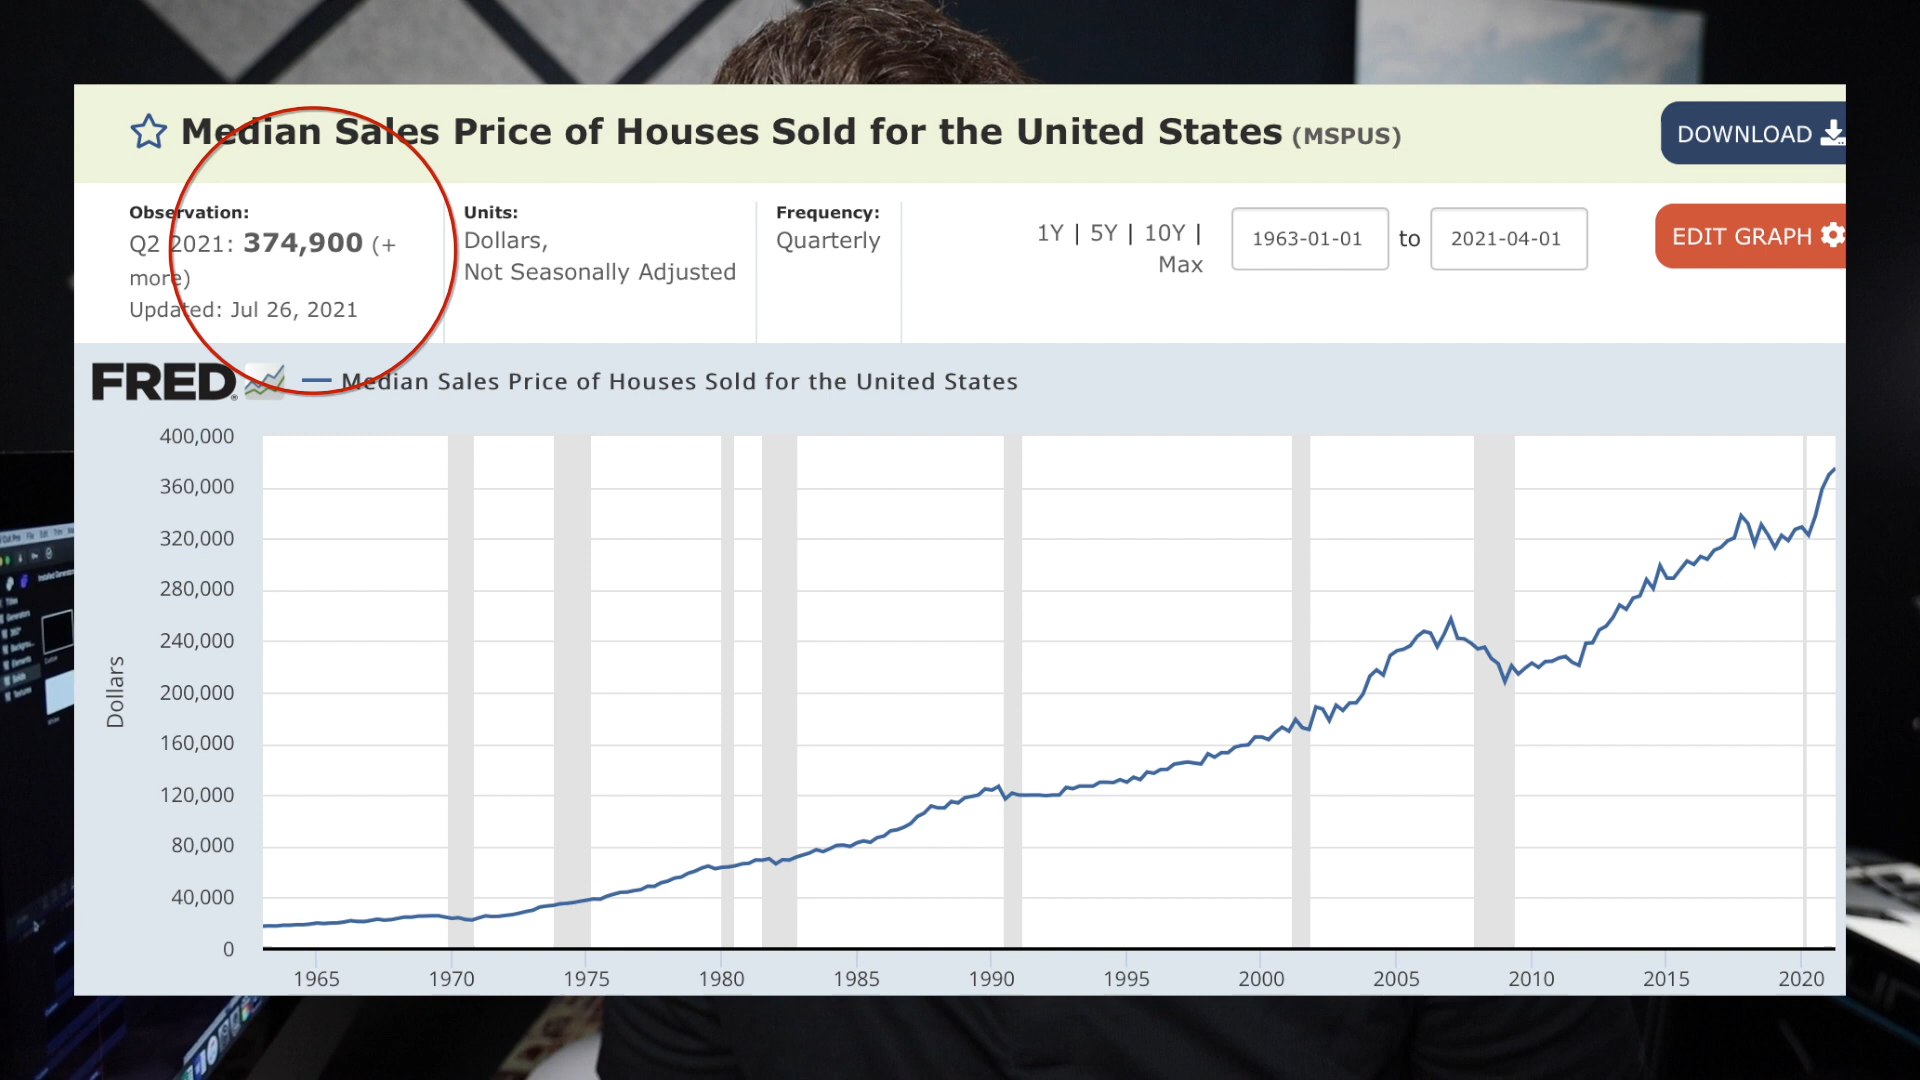 Median Sales Price of Houses Sold for the United States (MSPUS)
DOWNLOAD
Observation:
Q2 2021: 374,900 (+
more)
Updated: Jul 26, 2021
Units:
Dollars,
Not Seasonally Adjusted
Frequency:
Quarterly
1Y | 5Y | 10Y |
Max
1963-01-01 to 2021-04-01
EDIT GRAPH
FRED
Median Sales Price of Houses Sold for the United States
400,000
360,000
320,000
280,000
240,000
200,000
160,000
120,000
80,000
40,000
0
Dollars
1965 1970 1975 1980 1985 1990 1995 2000 2005 2010 2015 2020